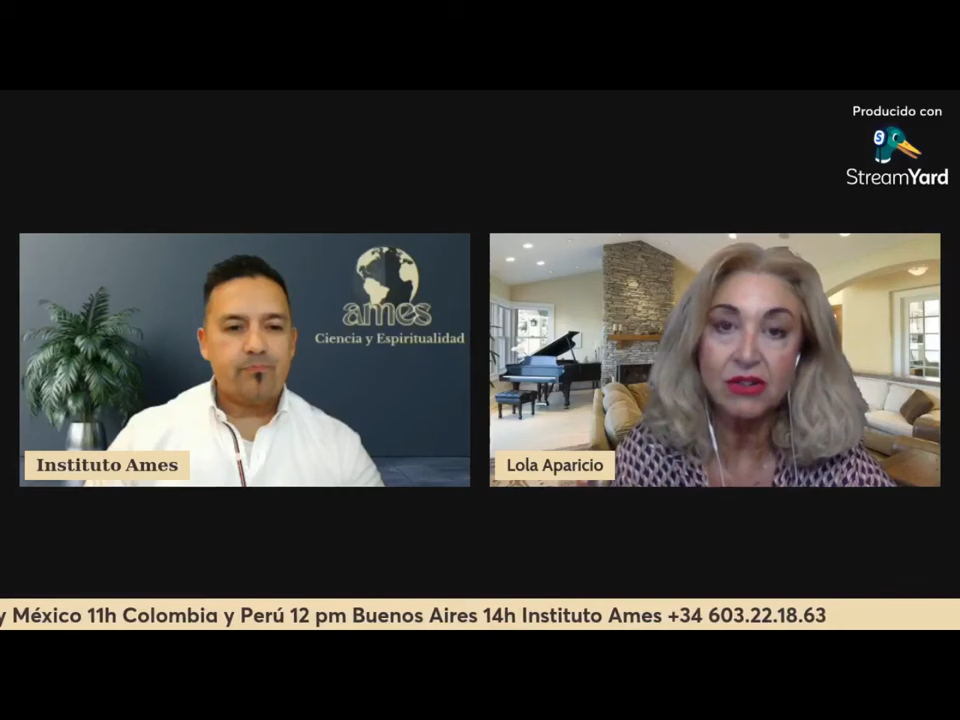 Producido con
StreamYard
ames
Ciencia y Espiritualidad
Instituto Ames
Lola Aparicio
y México 11h Colombia y Perú 12 pm Buenos Aires 14h Instituto Ames +34 603.22.18.63